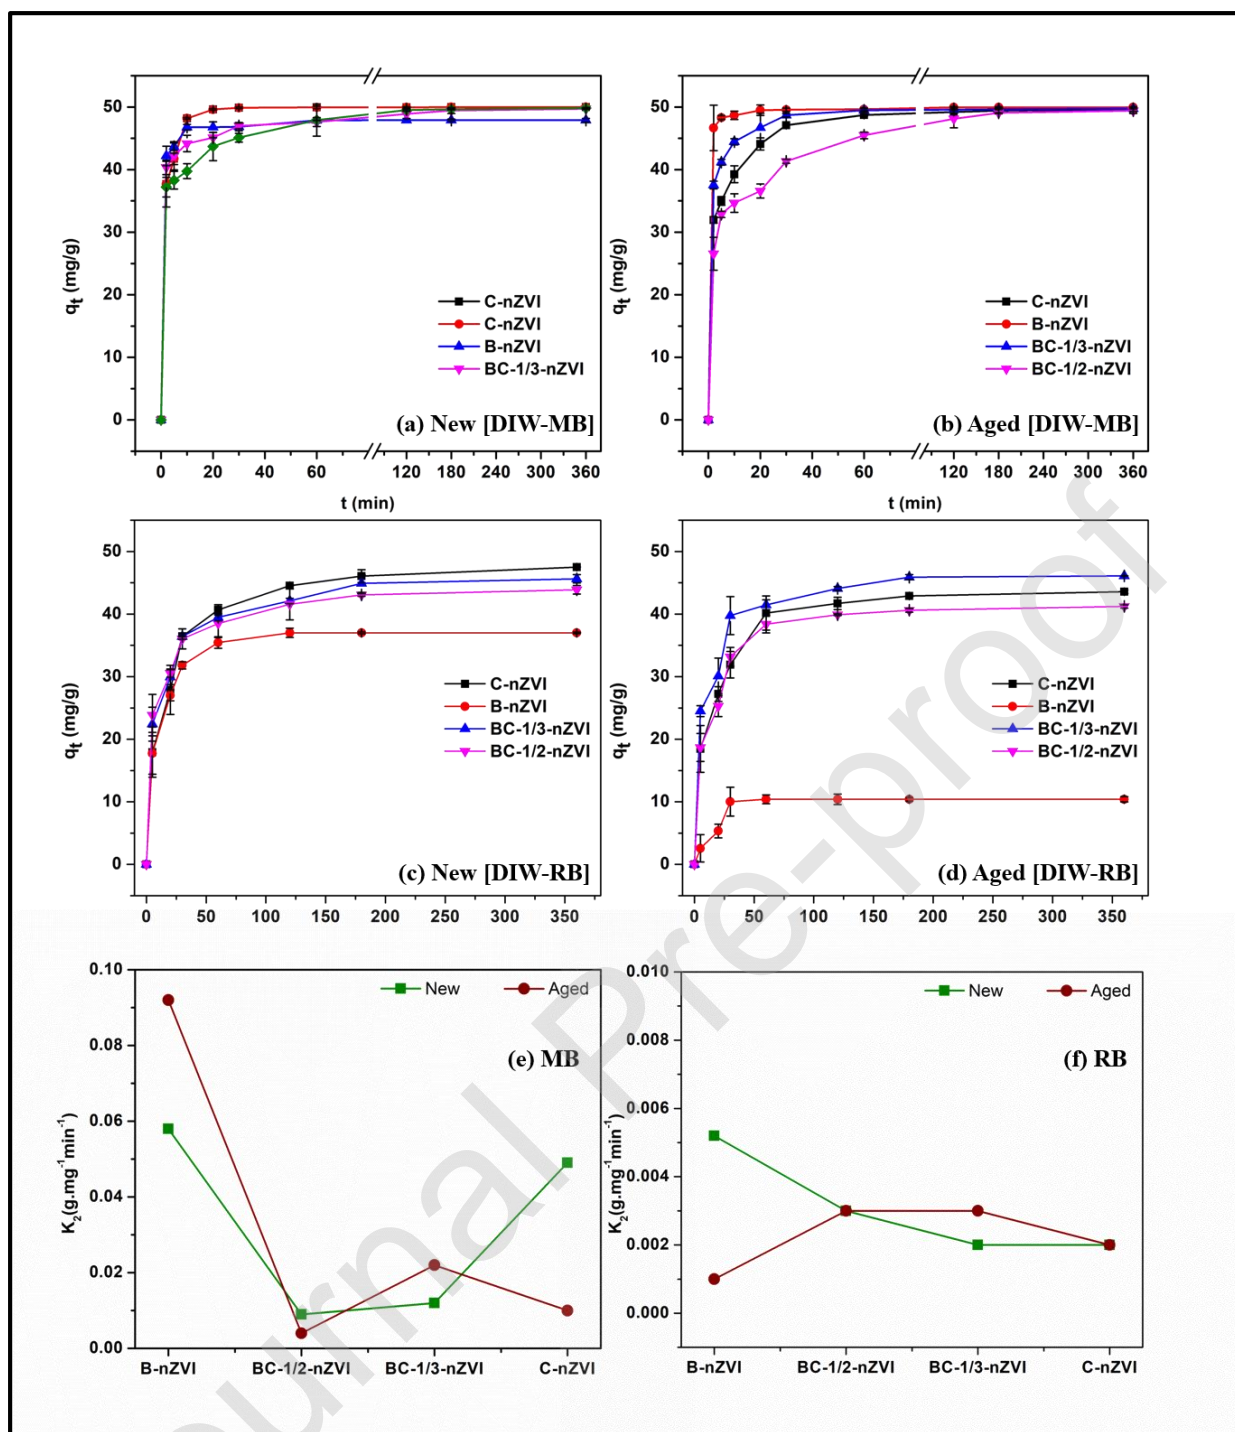 50
40
30
20
10
0
qt (mg/g)
C-nZVI
C-nZVI
B-nZVI
BC-1/3-nZVI
(a) New [DIW-MB]
0 20 40 60 120 180 240 300 360
t (min)
50
40
30
20
10
0
qt (mg/g)
C-nZVI
B-nZVI
BC-1/3-nZVI
BC-1/2-nZVI
(b) Aged [DIW-MB]
0 20 40 60 120 180 240 300 360
t (min)
50
40
30
20
10
0
qt (mg/g)
C-nZVI
B-nZVI
BC-1/3-nZVI
BC-1/2-nZVI
(c) New [DIW-RB]
0 50 100 150 200 250 300 350
50
40
30
20
10
0
qt (mg/g)
C-nZVI
B-nZVI
BC-1/3-nZVI
BC-1/2-nZVI
(d) Aged [DIW-RB]
0 50 100 150 200 250 300 350
0.10
0.08
0.06
0.04
0.02
0.00
K2(g.mg-1min-1)
New Aged
(e) MB
B-nZVI BC-1/2-nZVI BC-1/3-nZVI C-nZVI
0.010
0.008
0.006
0.004
0.002
0.000
K2(g.mg-1min-1)
New Aged
(f) RB
B-nZVI BC-1/2-nZVI BC-1/3-nZVI C-nZVI
urnal Pre-proof